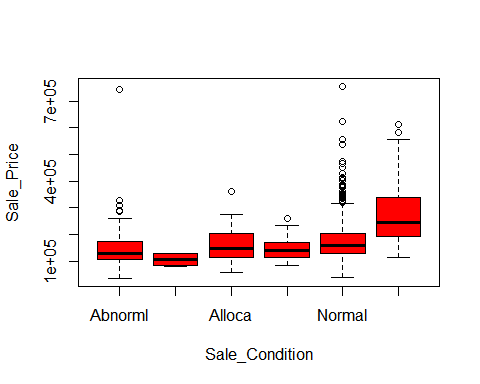 Sale_Price
7e+05
4e+05
1e+05
Abnorml Alloca Normal
Sale_Condition